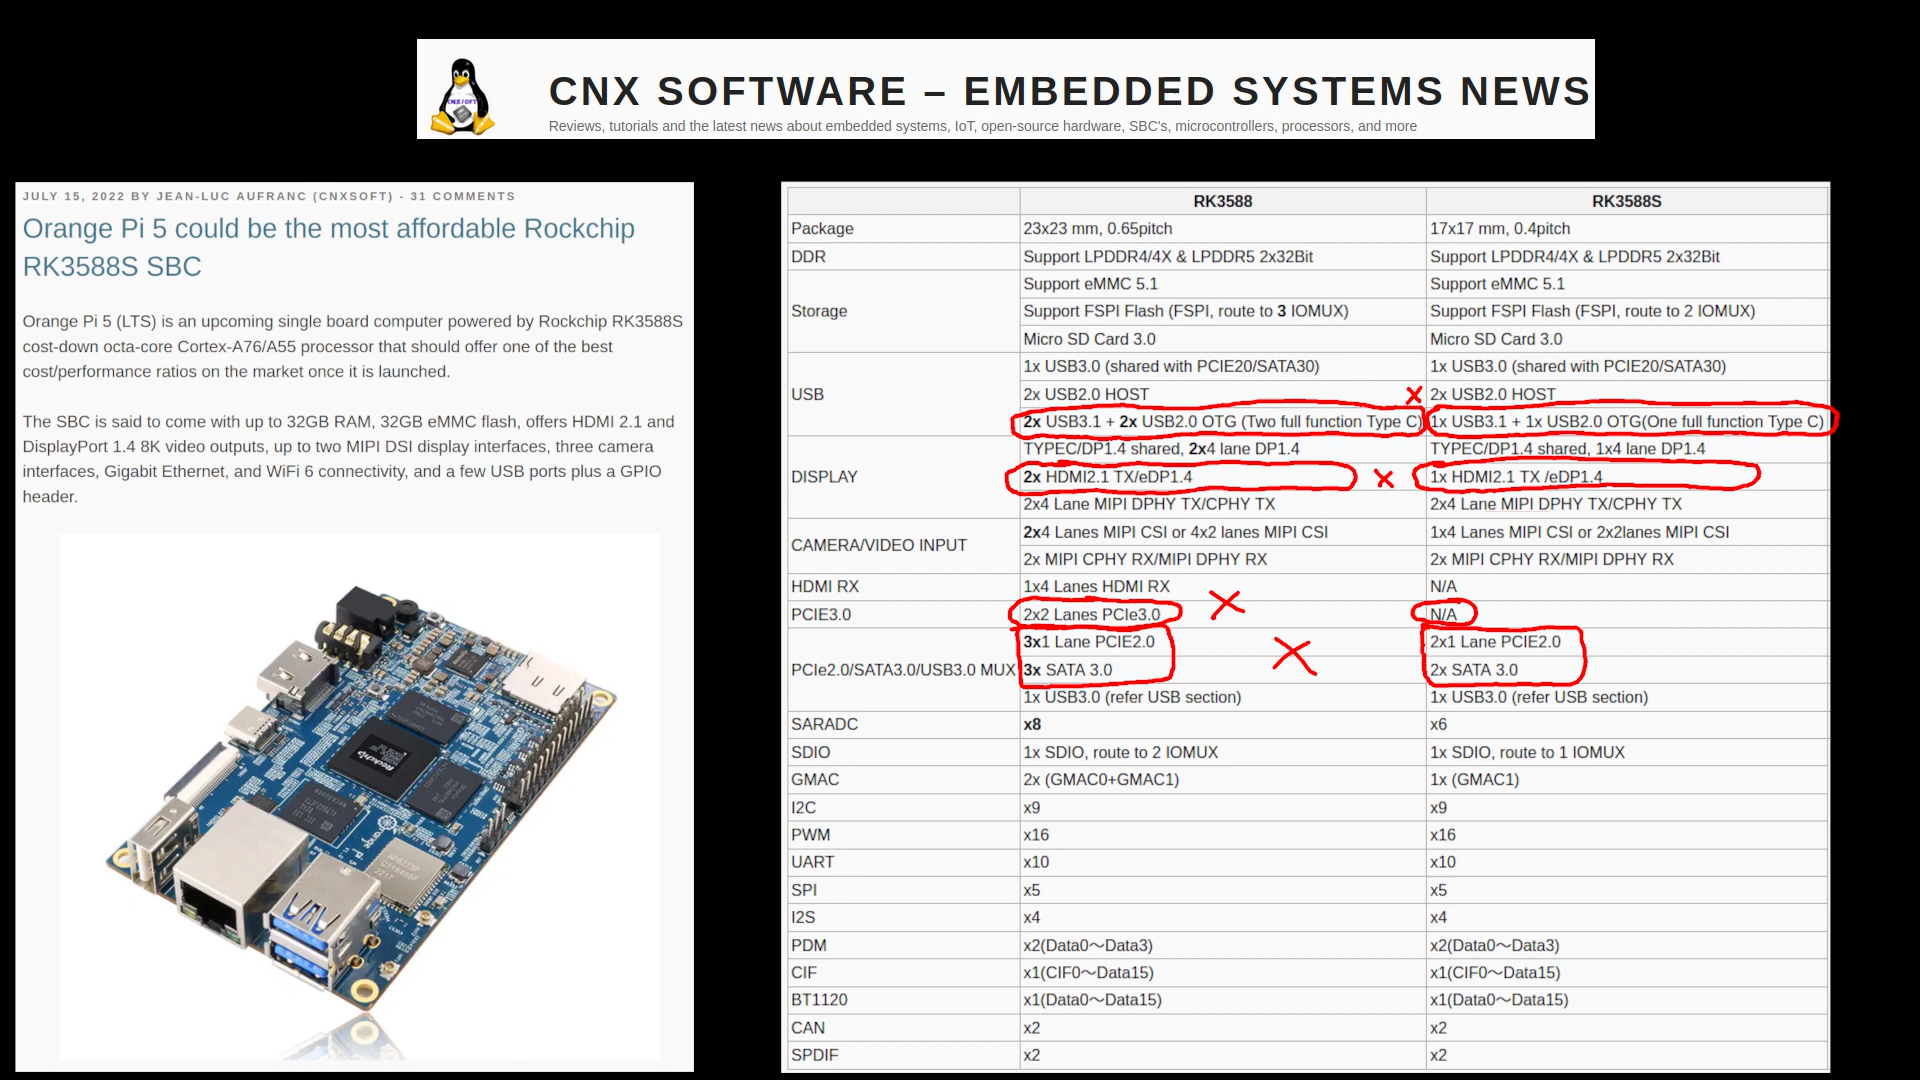 CNX SOFTWARE – EMBEDDED SYSTEMS NEWS
Reviews, tutorials and the latest news about embedded systems, IoT, open-source hardware, SBC's, microcontrollers, processors, and more
JULY 15, 2022 BY JEAN-LUC AUFRANC (CNXSOFT) - 31 COMMENTS
Orange Pi 5 could be the most affordable Rockchip
RK3588S SBC
Orange Pi 5 (LTS) is an upcoming single board computer powered by Rockchip RK3588S
cost-down octa-core Cortex-A76/A55 processor that should offer one of the best
cost/performance ratios on the market once it is launched.
The SBC is said to come with up to 32GB RAM, 32GB eMMC flash, offers HDMI 2.1 and
DisplayPort 1.4 8K video outputs, up to two MIPI DSI display interfaces, three camera
interfaces, Gigabit Ethernet, and WiFi 6 connectivity, and a few USB ports plus a GPIO
header.
Rockchip
RK3588 RK3588S
Package 23x23 mm, 0.65pitch 17x17 mm, 0.4pitch
DDR Support LPDDR4/4X & LPDDR5 2x32Bit Support LPDDR4/4X & LPDDR5 2x32Bit
Storage Support eMMC 5.1 Support eMMC 5.1
Support FSPI Flash (FSPI, route to 3 IOMUX) Support FSPI Flash (FSPI, route to 2 IOMUX)
Micro SD Card 3.0 Micro SD Card 3.0
USB 1x USB3.0 (shared with PCIE20/SATA30) 1x USB3.0 (shared with PCIE20/SATA30)
2x USB2.0 HOST 2x USB2.0 HOST
2x USB3.1 + 2x USB2.0 OTG (Two full function Type C) 1x USB3.1 + 1x USB2.0 OTG(One full function Type C)
DISPLAY TYPEC/DP1.4 shared, 2x4 lane DP1.4 TYPEC/DP1.4 shared, 1x4 lane DP1.4
2x HDMI2.1 TX/eDP1.4 1x HDMI2.1 TX /eDP1.4
2x4 Lane MIPI DPHY TX/CPHY TX 2x4 Lane MIPI DPHY TX/CPHY TX
CAMERA/VIDEO INPUT 2x4 Lanes MIPI CSI or 4x2 lanes MIPI CSI 1x4 Lanes MIPI CSI or 2x2lanes MIPI CSI
2x MIPI CPHY RX/MIPI DPHY RX 2x MIPI CPHY RX/MIPI DPHY RX
HDMI RX 1x4 Lanes HDMI RX N/A
PCIE3.0 2x2 Lanes PCIe3.0 N/A
PCIe2.0/SATA3.0/USB3.0 MUX 3x1 Lane PCIE2.0 2x1 Lane PCIE2.0
3x SATA 3.0 2x SATA 3.0
1x USB3.0 (refer USB section) 1x USB3.0 (refer USB section)
SARADC x8 x6
SDIO 1x SDIO, route to 2 IOMUX 1x SDIO, route to 1 IOMUX
GMAC 2x (GMAC0+GMAC1) 1x (GMAC1)
I2C x9 x9
PWM x16 x16
UART x10 x10
SPI x5 x5
I2S x4 x4
PDM x2(Data0～Data3) x2(Data0～Data3)
CIF x1(CIF0～Data15) x1(CIF0～Data15)
BT1120 x1(Data0～Data15) x1(Data0～Data15)
CAN x2 x2
SPDIF x2 x2